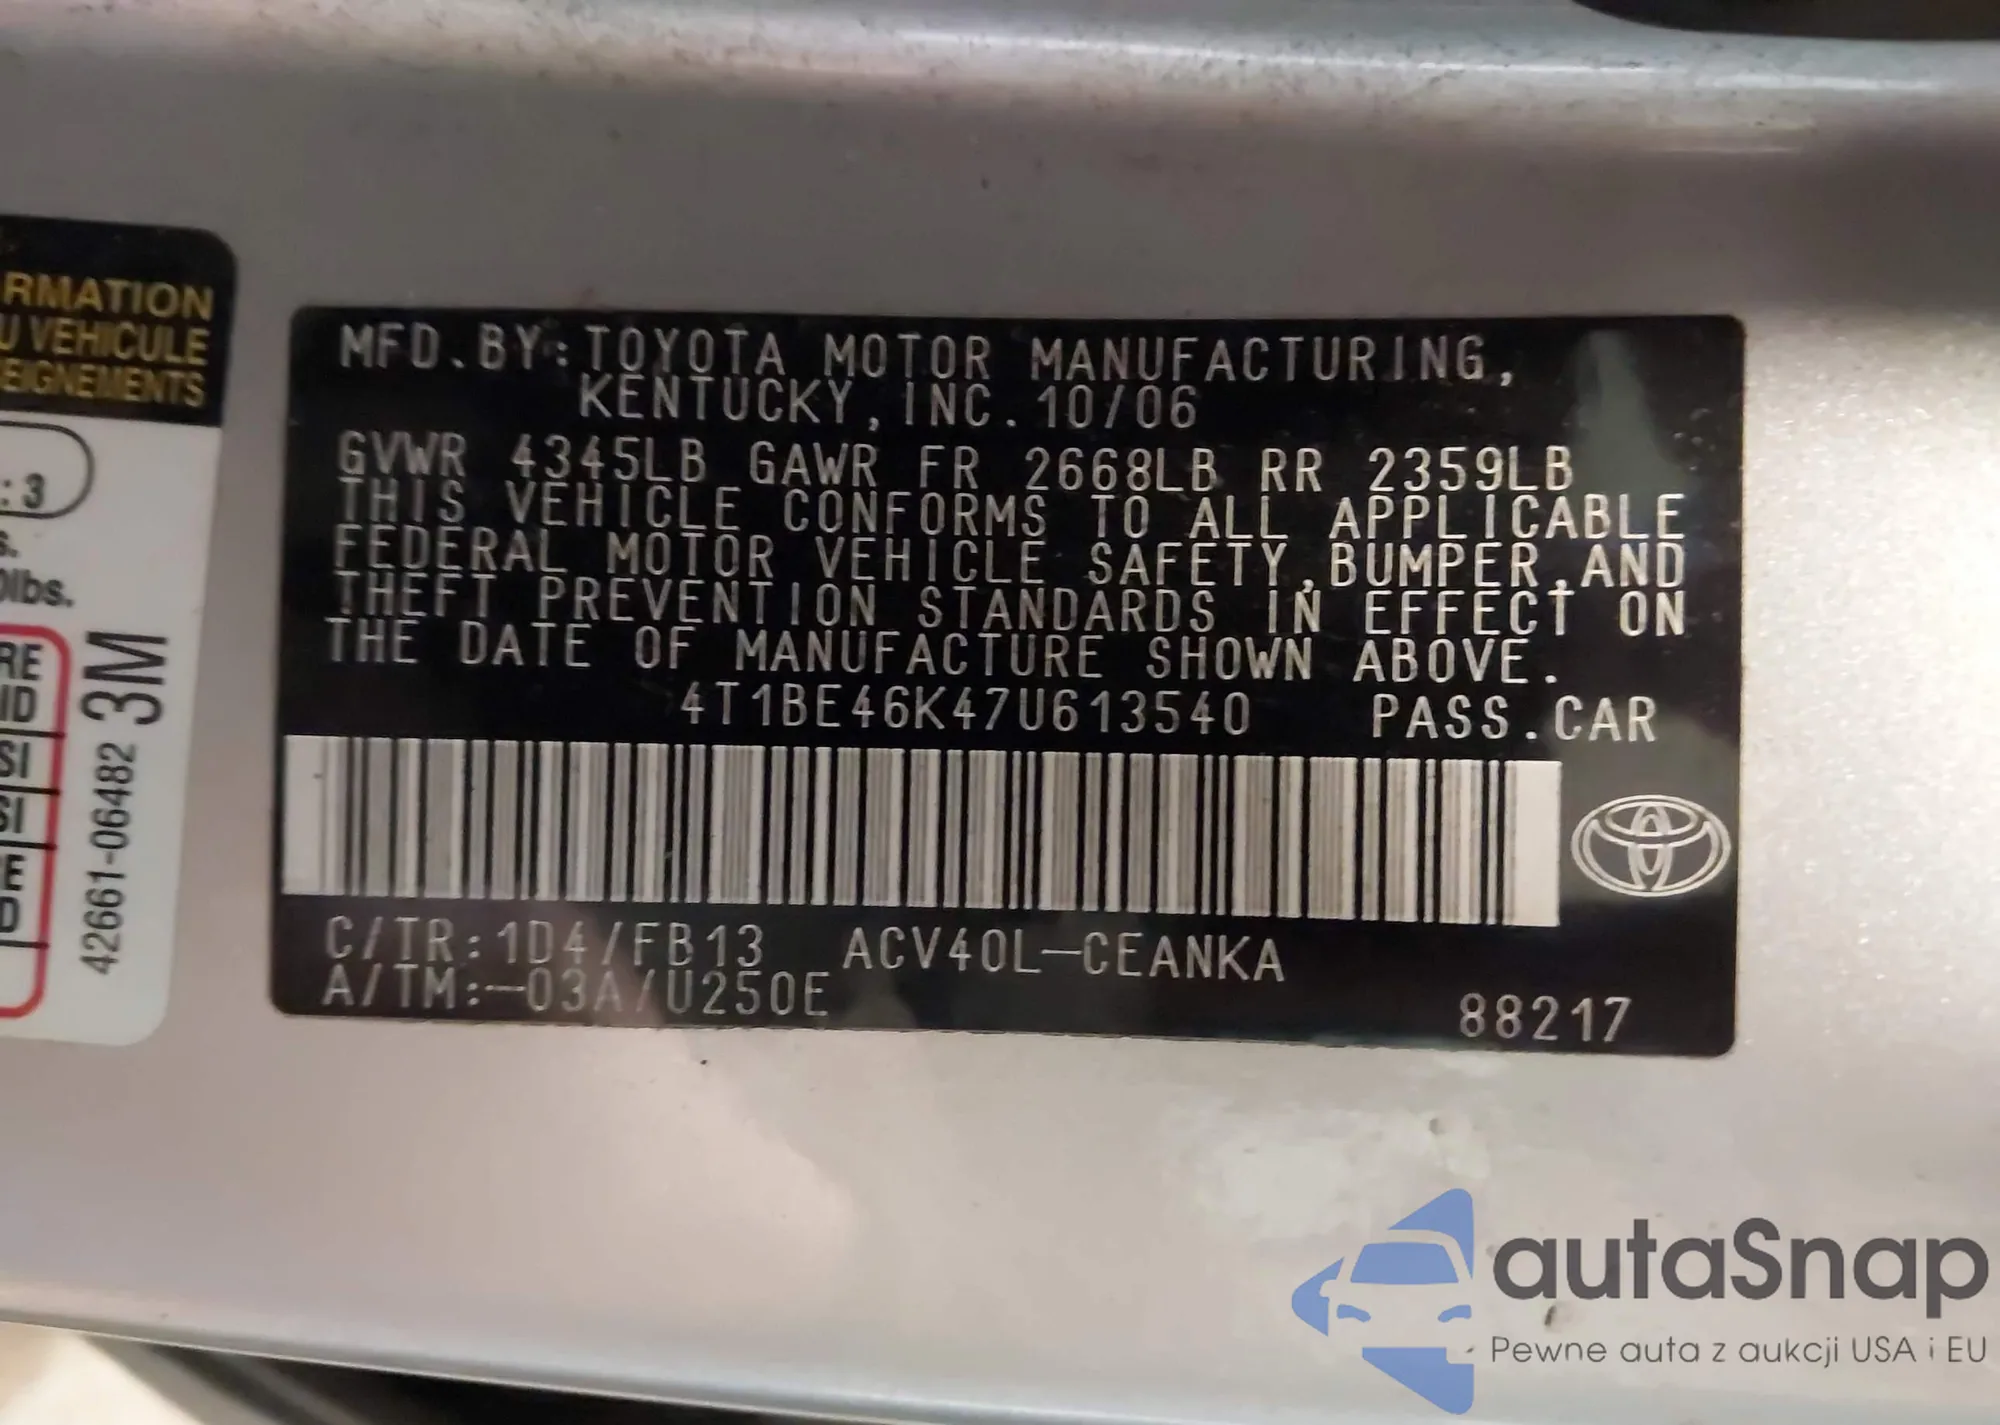 RMATION
U VEHICULE
EIGNEMENTS
: 3
s.
0lbs.
RE
ID
SI
SI
E
D
42661-06482 3M
MFD.BY:TOYOTA MOTOR MANUFACTURING,
KENTUCKY,INC.10/06
GVWR 4345LB GAWR FR 2668LB RR 2359LB
THIS VEHICLE CONFORMS TO ALL APPLICABLE
FEDERAL MOTOR VEHICLE SAFETY,BUMPER,AND
THEFT PREVENTION STANDARDS IN EFFECT ON
THE DATE OF MANUFACTURE SHOWN ABOVE.
4T1BE46K47U613540 PASS.CAR
C/TR:1D4/FB13 ACV40L-CEANKA
A/TM:-03A/U250E
88217
autaSnap
Pewne auta z aukcji USA i EU